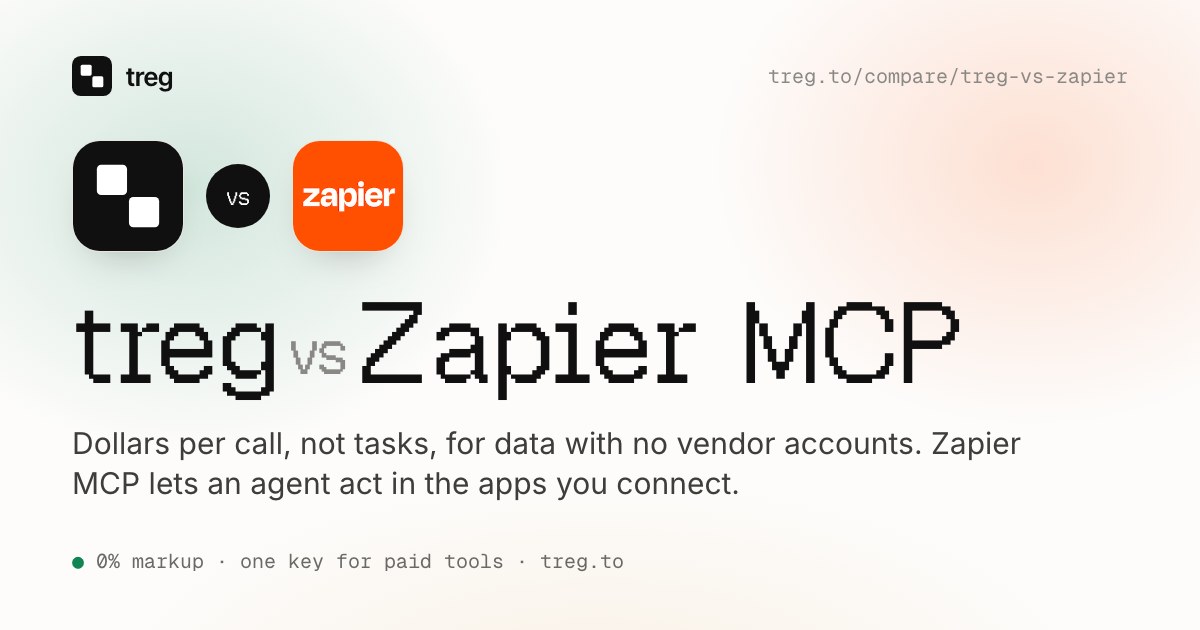 treg
treg.to/compare/treg-vs-zapier
vs
zapier
treg vs Zapier MCP
Dollars per call, not tasks, for data with no vendor accounts. Zapier
MCP lets an agent act in the apps you connect.
0% markup · one key for paid tools · treg.to